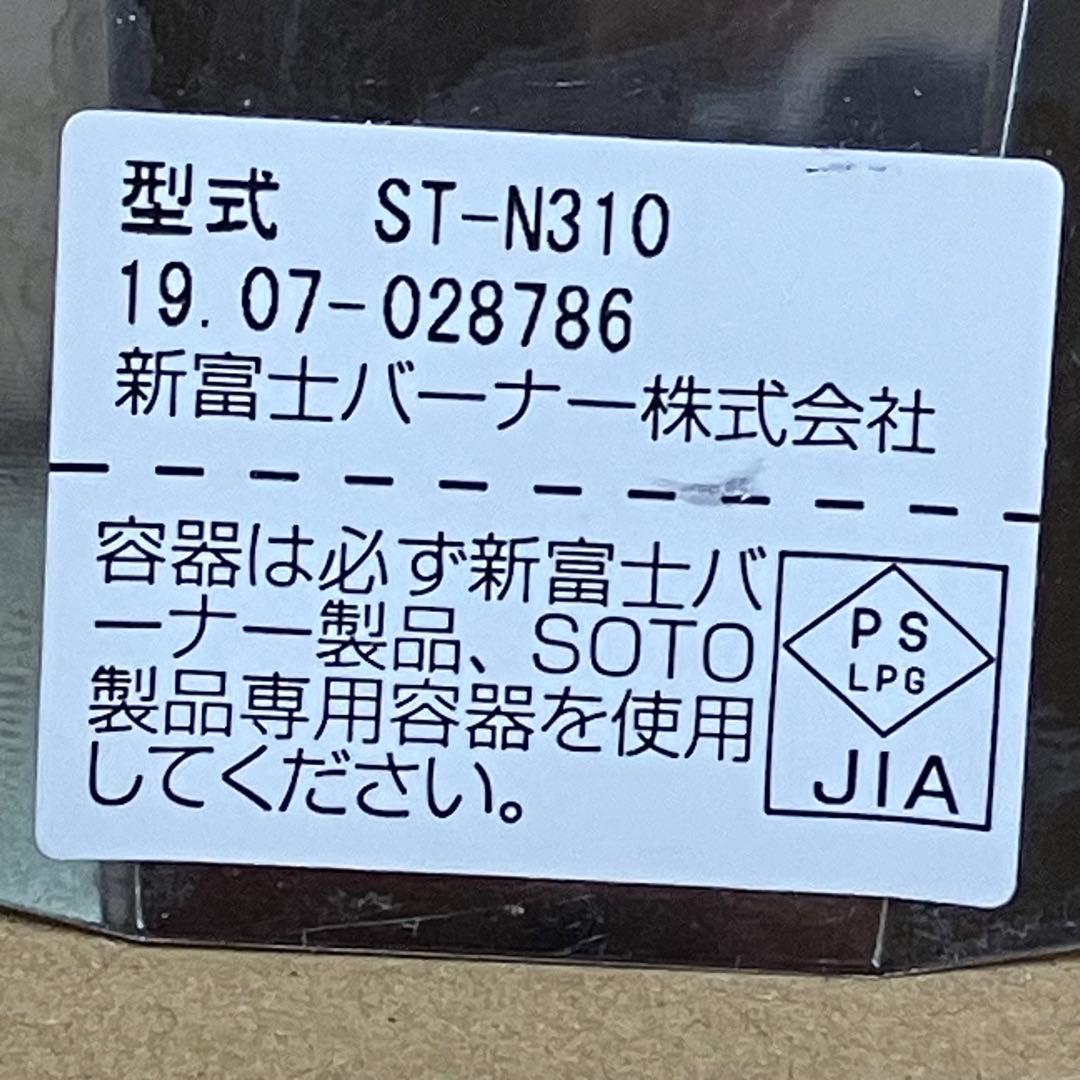 型式 ST-N310
19.07-028786
新富士バーナー株式会社
容器は必ず新富士バ
ーナー製品、SOTO
製品専用容器を使用
してください。
PS
LPG
JIA